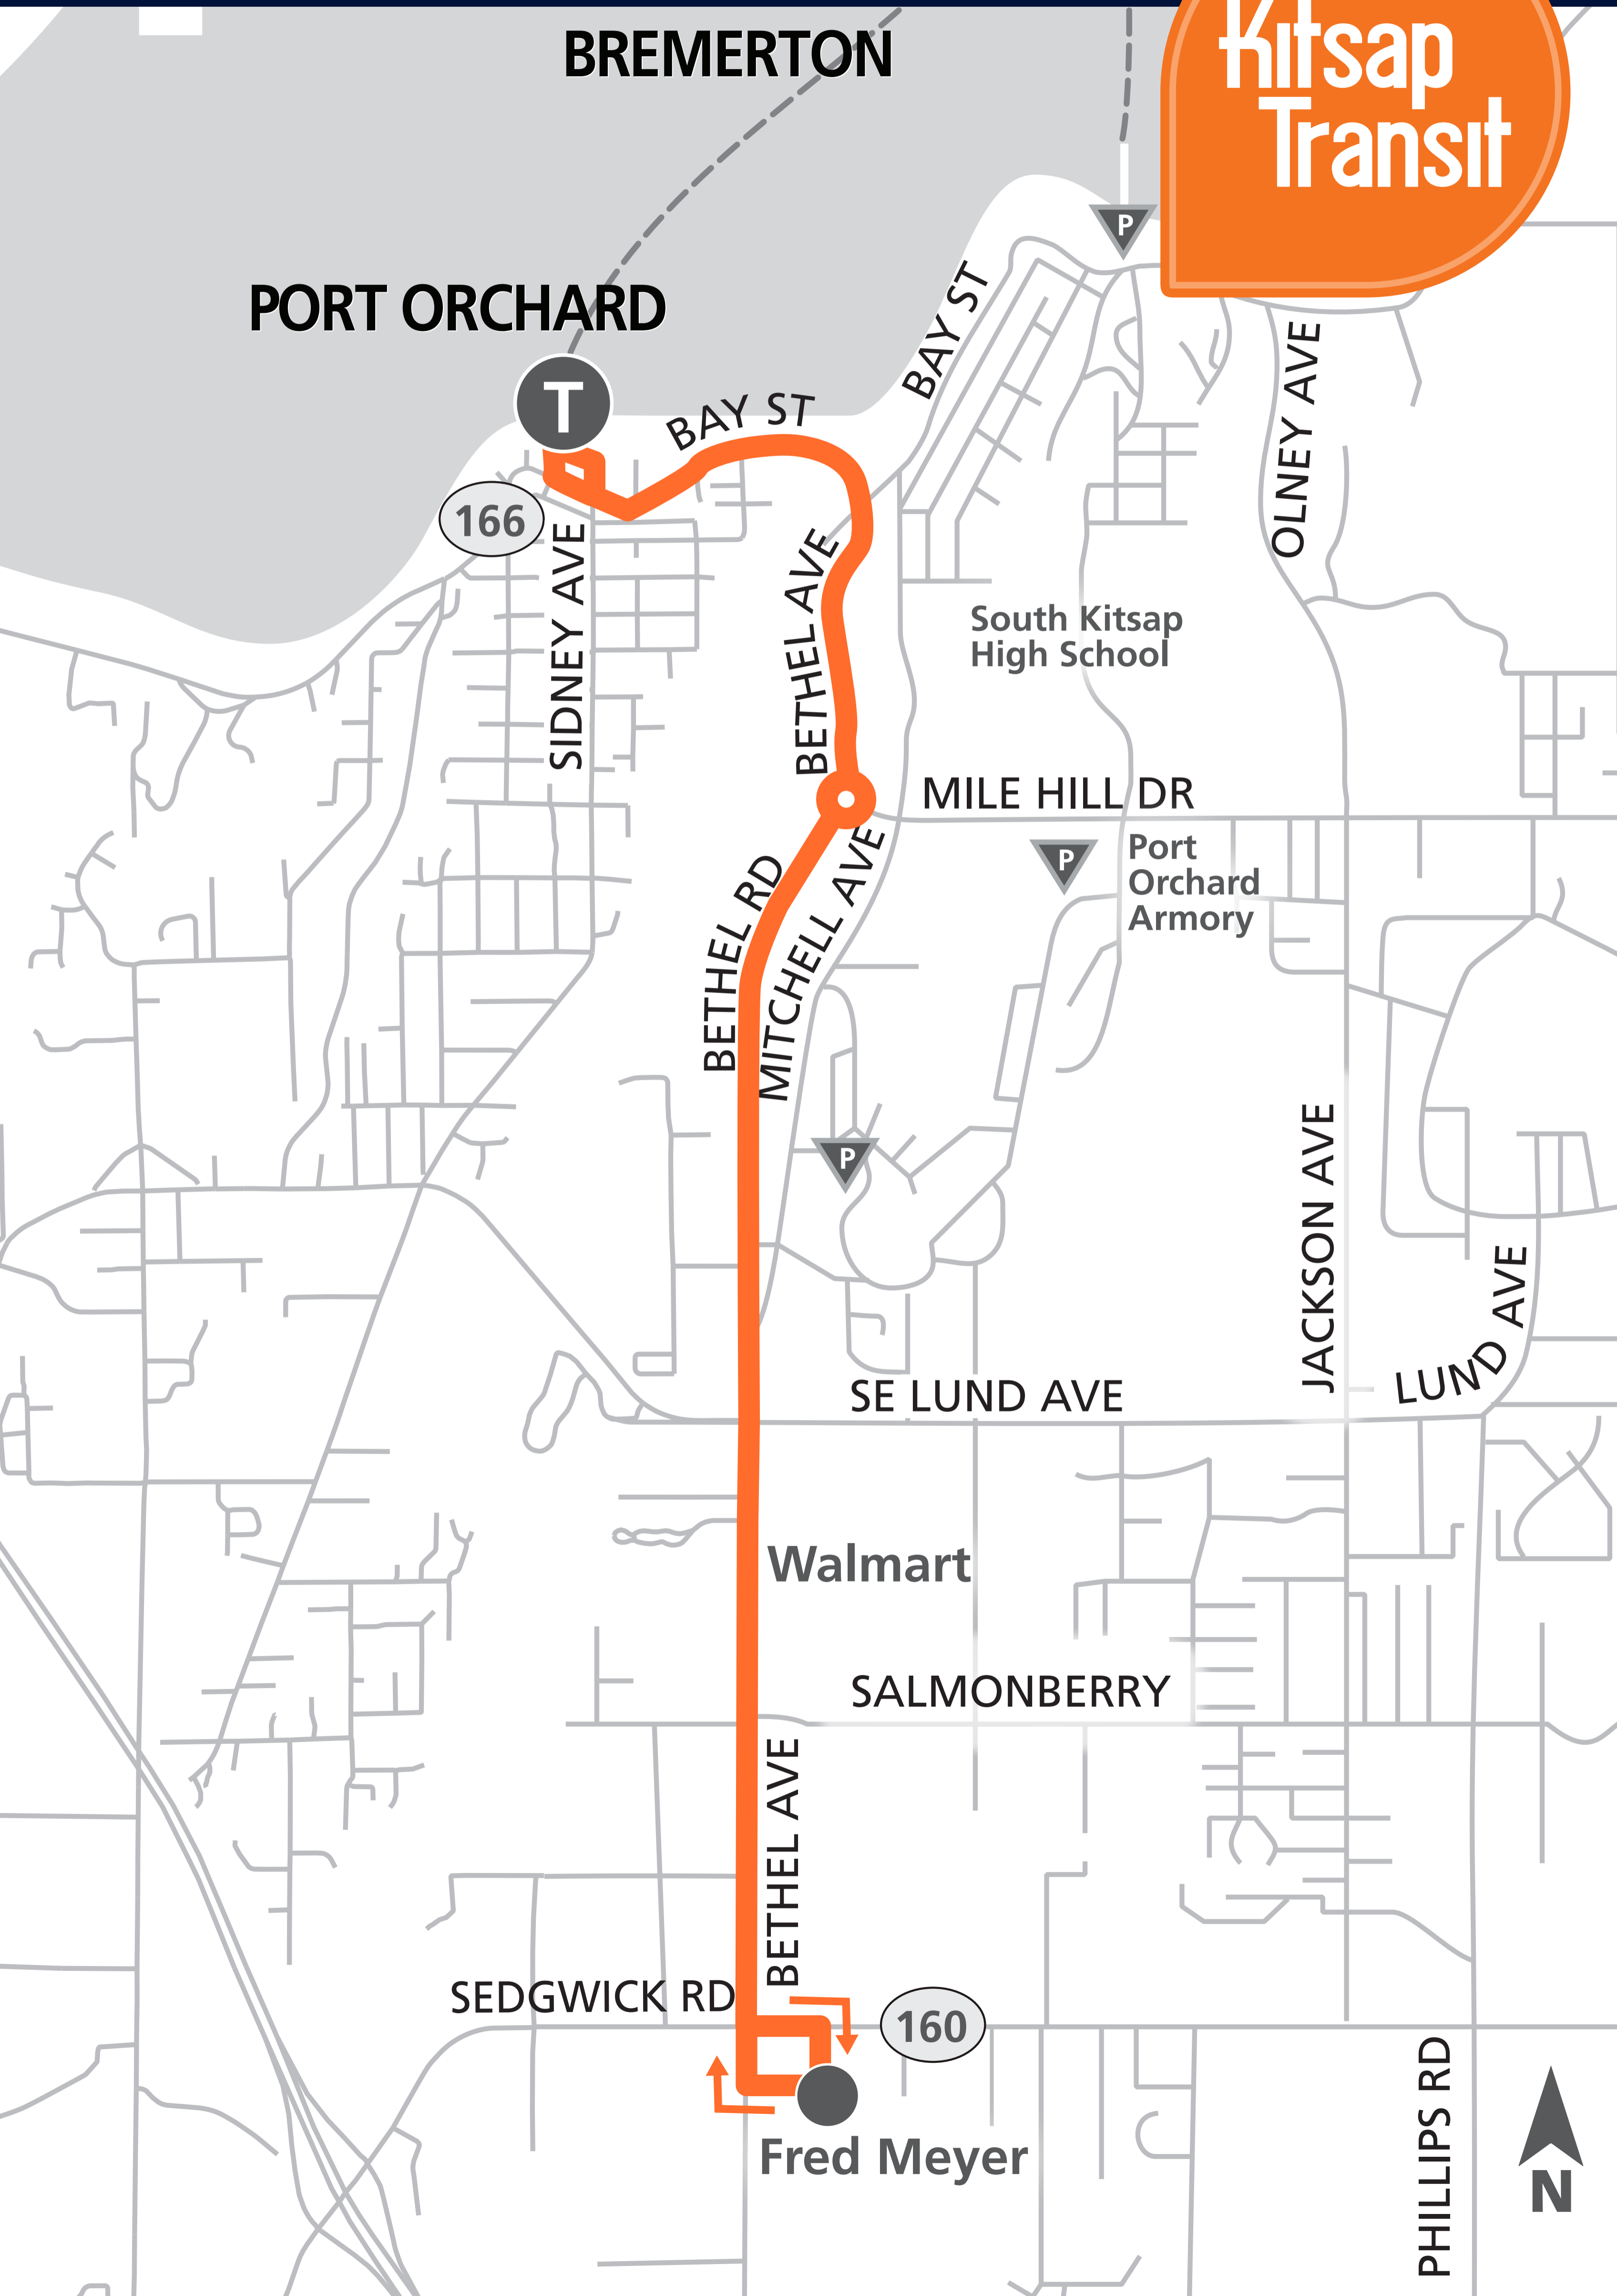 BREMERTON
Kitsap
Transit
P
PORT ORCHARD
T
BAY ST
BAY ST
OLNEY AVE
166
SIDNEY AVE
BETHEL AVE
South Kitsap
High School
MILE HILL DR
P
Port
Orchard
Armory
BETHEL RD
MITCHELL AVE
P
JACKSON AVE
LUND AVE
SE LUND AVE
Walmart
SALMONBERRY
BETHEL AVE
SEDGWICK RD
160
PHILLIPS RD
Fred Meyer
N